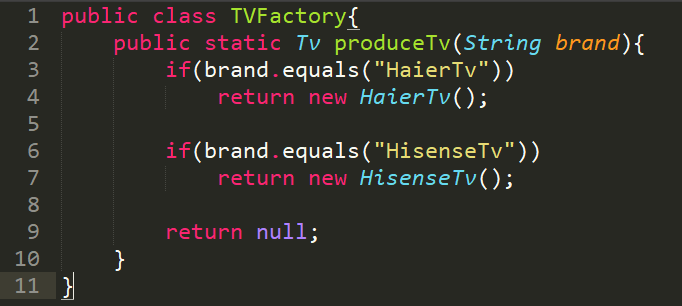 1 public class TVFactory{
2     public static Tv produceTv(String brand){
3         if(brand.equals("HaierTv"))
4             return new HaierTv();
5
6         if(brand.equals("HisenseTv"))
7             return new HisenseTv();
8
9         return null;
10     }
11 }